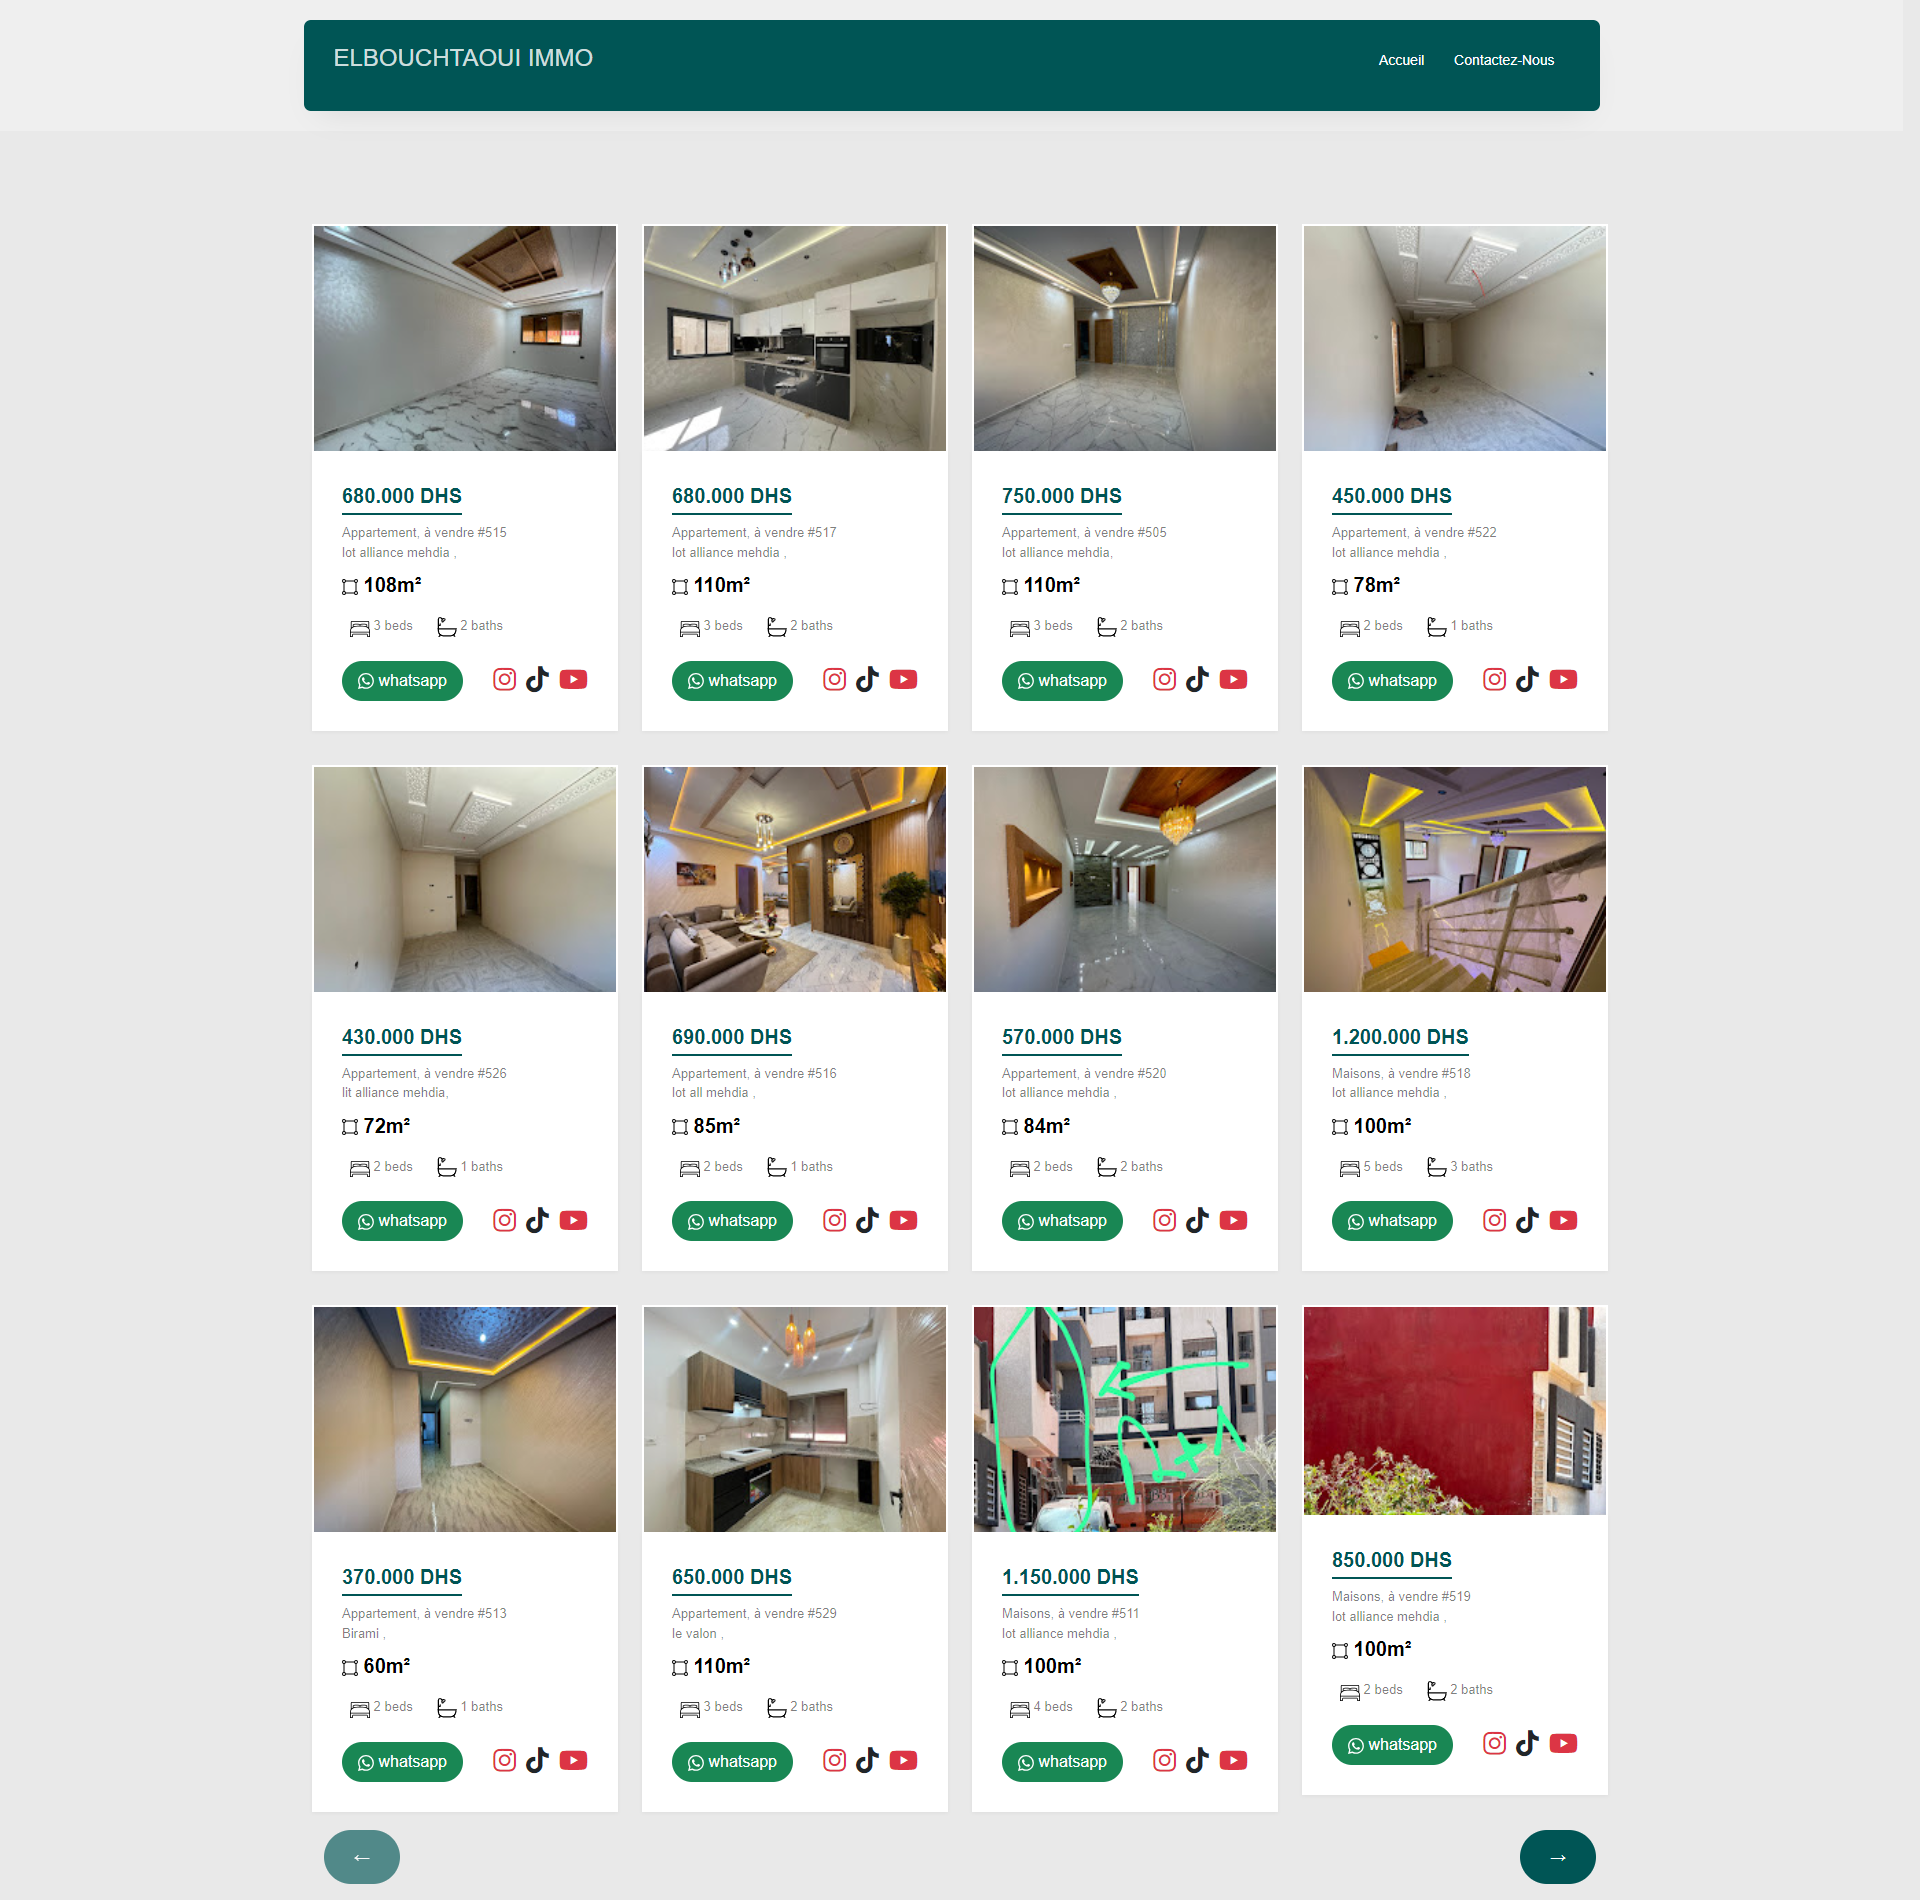 ELBOUCHTAOUI IMMO
Accueil
Contactez-Nous
680.000 DHS
Appartement, à vendre #515
lot alliance mehdia ,
108m²
3 beds 2 baths
whatsapp
680.000 DHS
Appartement, à vendre #517
lot alliance mehdia ,
110m²
3 beds 2 baths
whatsapp
750.000 DHS
Appartement, à vendre #505
lot alliance mehdia,
110m²
3 beds 2 baths
whatsapp
450.000 DHS
Appartement, à vendre #522
lot alliance mehdia ,
78m²
2 beds 1 baths
whatsapp
430.000 DHS
Appartement, à vendre #526
lit alliance mehdia,
72m²
2 beds 1 baths
whatsapp
690.000 DHS
Appartement, à vendre #516
lot all mehdia ,
85m²
2 beds 1 baths
whatsapp
570.000 DHS
Appartement, à vendre #520
lot alliance mehdia ,
84m²
2 beds 2 baths
whatsapp
1.200.000 DHS
Maisons, à vendre #518
lot alliance mehdia ,
100m²
5 beds 3 baths
whatsapp
370.000 DHS
Appartement, à vendre #513
Birami ,
60m²
2 beds 1 baths
whatsapp
650.000 DHS
Appartement, à vendre #529
le valon ,
110m²
3 beds 2 baths
whatsapp
R+1
1.150.000 DHS
Maisons, à vendre #511
lot alliance mehdia ,
100m²
4 beds 2 baths
whatsapp
850.000 DHS
Maisons, à vendre #519
lot alliance mehdia ,
100m²
2 beds 2 baths
whatsapp
← →